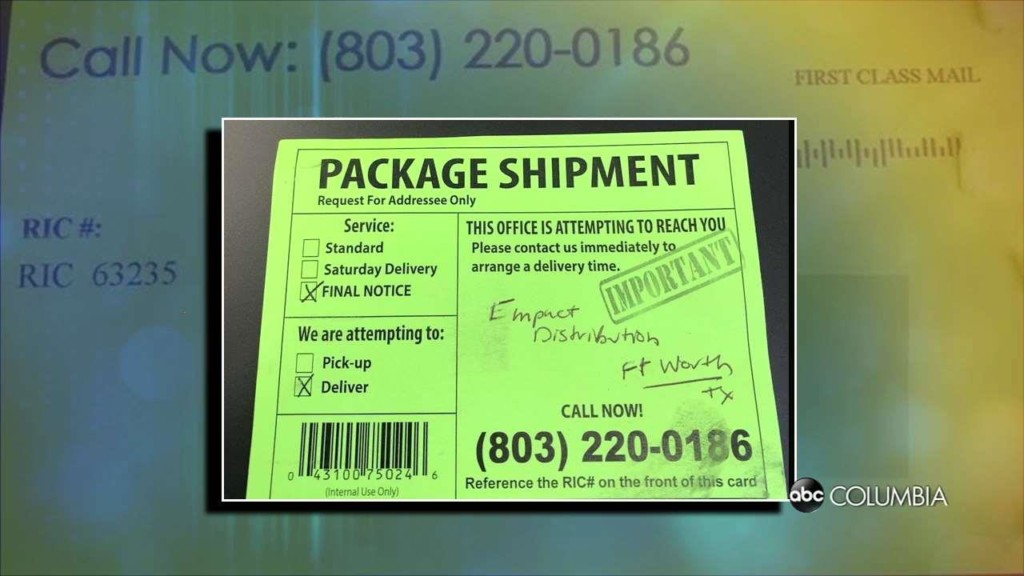 Call Now: (803) 220-0186
FIRST CLASS MAIL
RIC #:
RIC 63235
PACKAGE SHIPMENT
Request For Addressee Only
Service:
Standard
Saturday Delivery
FINAL NOTICE
We are attempting to:
Pick-up
Deliver
0 43100 75024 6
(Internal Use Only)
THIS OFFICE IS ATTEMPTING TO REACH YOU
Please contact us immediately to
arrange a delivery time.
IMPORTANT
Empact
Distribution
Ft Worth
TX
CALL NOW!
(803) 220-0186
Reference the RIC# on the front of this card
abc COLUMBIA